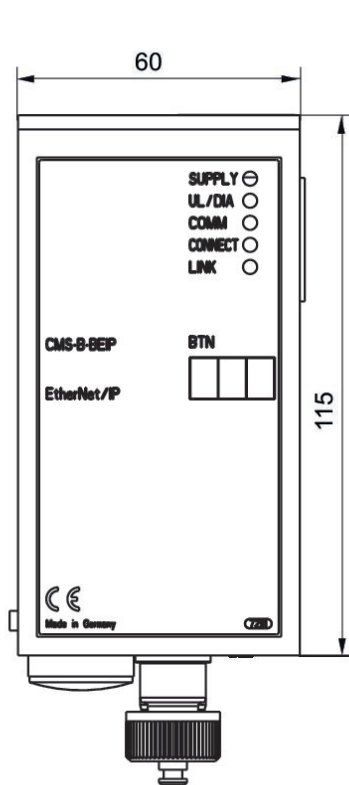 60
SUPPLY
UL/DIA
COMM
CONNECT
LINK
CMS-B-BEIP
BTN
EtherNet/IP
115
CE
Made in Germany